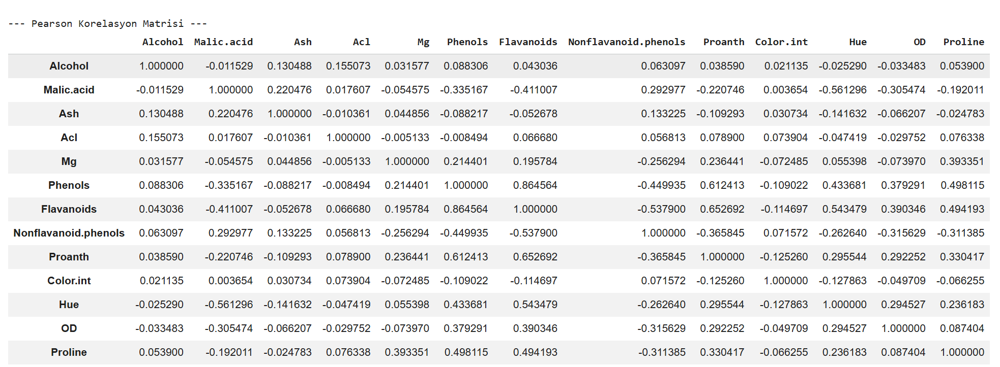 --- Pearson Korelasyon Matrisi ---
Alcohol Malic.acid Ash Acl Mg Phenols Flavanoids Nonflavanoid.phenols Proanth Color.int Hue OD Proline
Alcohol 1.000000 -0.011529 0.130488 0.155073 0.031577 0.088306 0.043036 0.063097 0.038590 0.021135 -0.025290 -0.033483 0.053900
Malic.acid -0.011529 1.000000 0.220476 0.017607 -0.054575 -0.335167 -0.411007 0.292977 -0.220746 0.003654 -0.561296 -0.305474 -0.192011
Ash 0.130488 0.220476 1.000000 -0.010361 0.044856 -0.088217 -0.052678 0.133225 -0.109293 0.030734 -0.141632 -0.066207 -0.024783
Acl 0.155073 0.017607 -0.010361 1.000000 -0.005133 -0.008494 0.066680 0.056813 0.078900 0.073904 -0.047419 -0.029752 0.076338
Mg 0.031577 -0.054575 0.044856 -0.005133 1.000000 0.214401 0.195784 -0.256294 0.236441 -0.072485 0.055398 -0.073970 0.393351
Phenols 0.088306 -0.335167 -0.088217 -0.008494 0.214401 1.000000 0.864564 -0.449935 0.612413 -0.109022 0.433681 0.379291 0.498115
Flavanoids 0.043036 -0.411007 -0.052678 0.066680 0.195784 0.864564 1.000000 -0.537900 0.652692 -0.114697 0.543479 0.390346 0.494193
Nonflavanoid.phenols 0.063097 0.292977 0.133225 0.056813 -0.256294 -0.449935 -0.537900 1.000000 -0.365845 0.071572 -0.262640 -0.315629 -0.311385
Proanth 0.038590 -0.220746 -0.109293 0.078900 0.236441 0.612413 0.652692 -0.365845 1.000000 -0.125260 0.295544 0.292252 0.330417
Color.int 0.021135 0.003654 0.030734 0.073904 -0.072485 -0.109022 -0.114697 0.071572 -0.125260 1.000000 -0.127863 -0.049709 -0.066255
Hue -0.025290 -0.561296 -0.141632 -0.047419 0.055398 0.433681 0.543479 -0.262640 0.295544 -0.127863 1.000000 0.294527 0.236183
OD -0.033483 -0.305474 -0.066207 -0.029752 -0.073970 0.379291 0.390346 -0.315629 0.292252 -0.049709 0.294527 1.000000 0.087404
Proline 0.053900 -0.192011 -0.024783 0.076338 0.393351 0.498115 0.494193 -0.311385 0.330417 -0.066255 0.236183 0.087404 1.000000